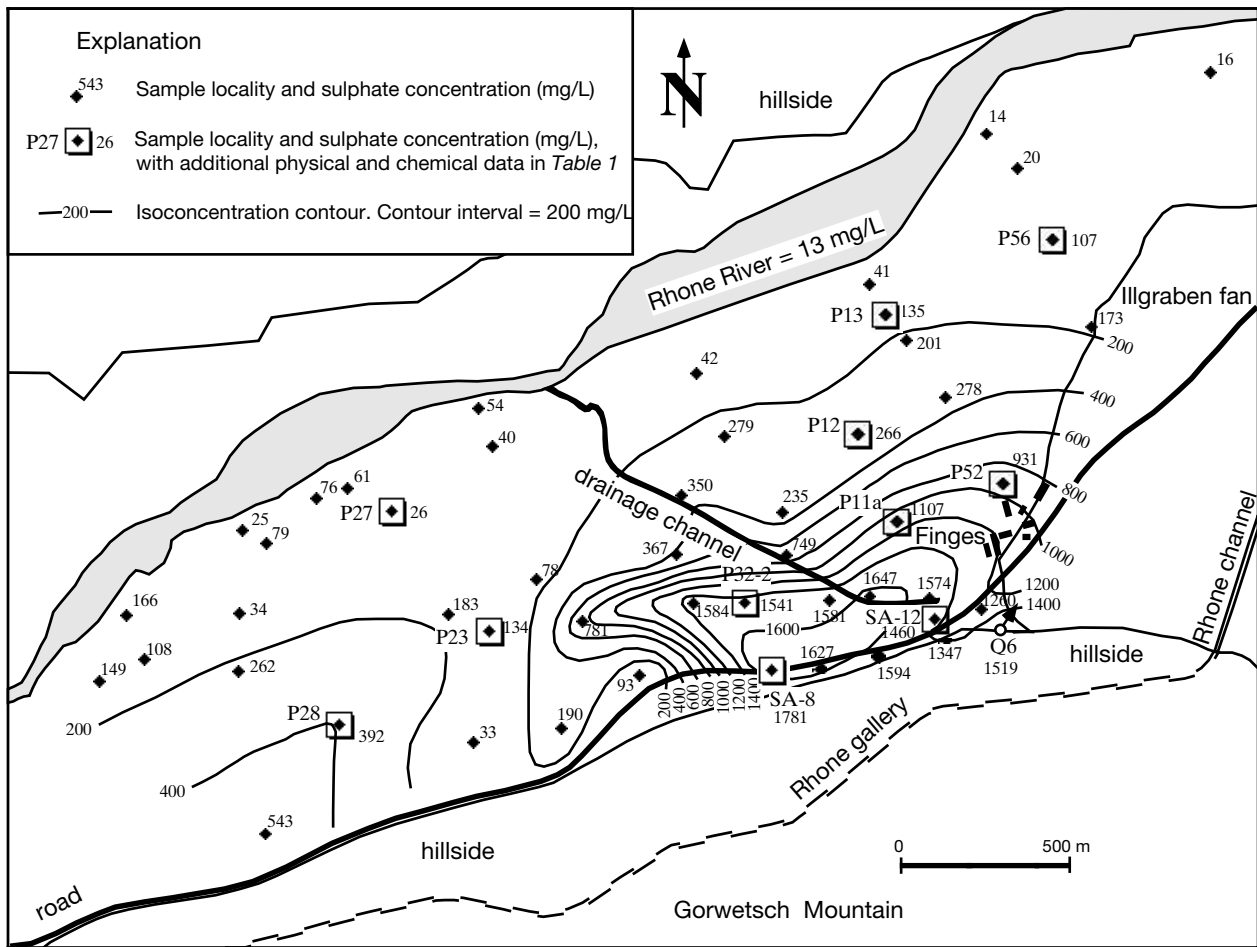 Explanation
543
Sample locality and sulphate concentration (mg/L)
P27 26
Sample locality and sulphate concentration (mg/L),
with additional physical and chemical data in Table 1
200
Isoconcentration contour. Contour interval = 200 mg/L
N
hillside
16
14
20
P56 107
Rhone River = 13 mg/L
41
Illgraben fan
P13 135
173
201
200
42
54
278
400
40
279
P12 266
600
61
76
350
P52 931
800
drainage channel
235
P11a 1107
25
P27 26
79
Finges
1000
367
749
Rhone channel
78
P32-2
1647
1574
1200
166
34
183
1584
1541
1581
1260
1400
781
SA-12
P23 134
1600
1460
1347
Q6
1519
hillside
108
149
262
93
1627
1594
200
400
600
800
1000
1200
1400
SA-8
1781
200
P28 392
190
33
Rhone gallery
400
543
0 500 m
hillside
road
Gorwetsch Mountain